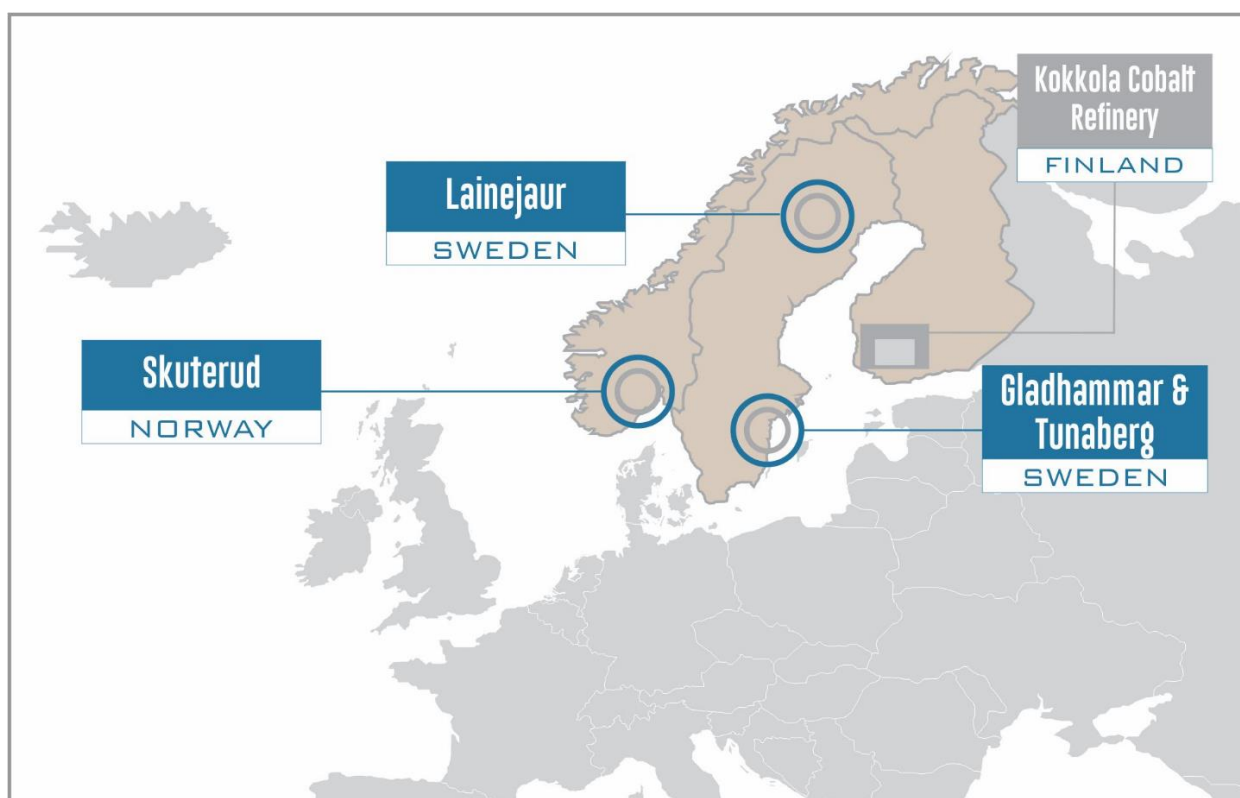 Kokkola Cobalt
Refinery
FINLAND
Lainejaur
SWEDEN
Skuterud
NORWAY
Gladhammar &
Tunaberg
SWEDEN